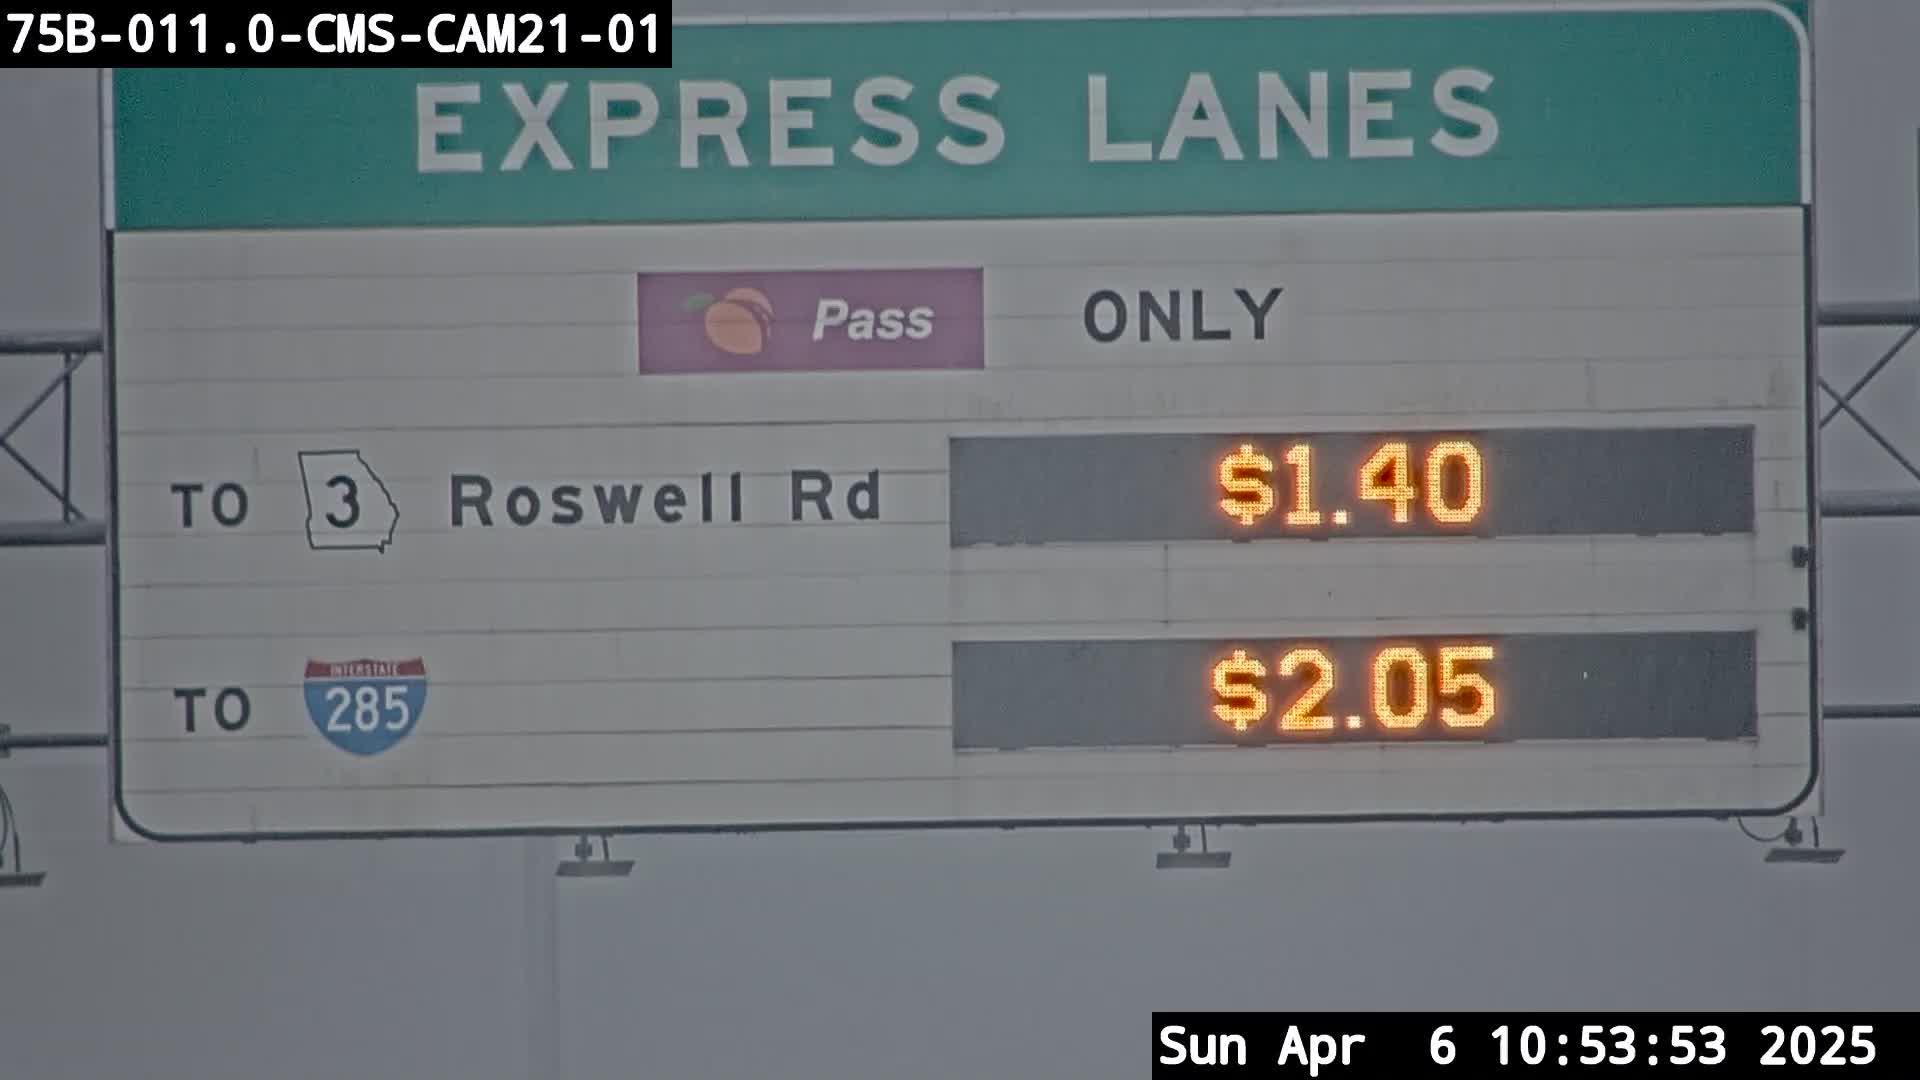 75B-011.0-CMS-CAM21-01
EXPRESS LANES
Pass ONLY
TO 3 Roswell Rd $1.40
INTERSTATE
TO 285 $2.05
Sun Apr 6 10:53:53 2025